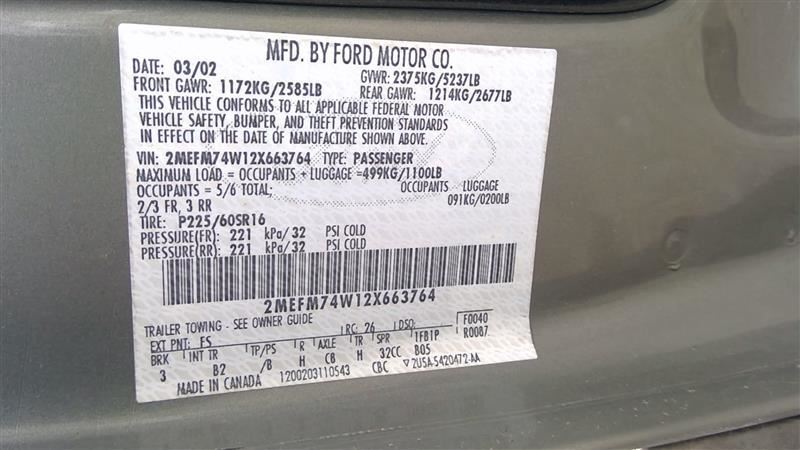 MFD. BY FORD MOTOR CO.
DATE: 03/02 GVWR: 2375KG/5237LB
FRONT GAWR: 1172KG/2585LB REAR GAWR: 1214KG/2677LB
THIS VEHICLE CONFORMS TO ALL APPLICABLE FEDERAL MOTOR
VEHICLE SAFETY, BUMPER, AND THEFT PREVENTION STANDARDS
IN EFFECT ON THE DATE OF MANUFACTURE SHOWN ABOVE.
VIN: 2MEFM74W12X663764 TYPE: PASSENGER
MAXIMUM LOAD = OCCUPANTS + LUGGAGE =499KG/1100LB
OCCUPANTS = 5/6 TOTAL; OCCUPANTS LUGGAGE
2/3 FR, 3 RR 091KG/0200LB
TIRE: P225/60SR16
PRESSURE(FR): 221 kPa/32 PSI COLD
PRESSURE(RR): 221 kPa/32 PSI COLD
2MEFM74W12X663764
TRAILER TOWING - SEE OWNER GUIDE F0040
EXT PNT: FS RC: 26 DSO: R0087
BRK INT TR TP/PS R AXLE TR SPR 1FB1P
3 B2 /B H CB H 32CC B05
MADE IN CANADA 1200203110543 CBC ▽2U5A-5420472-AA